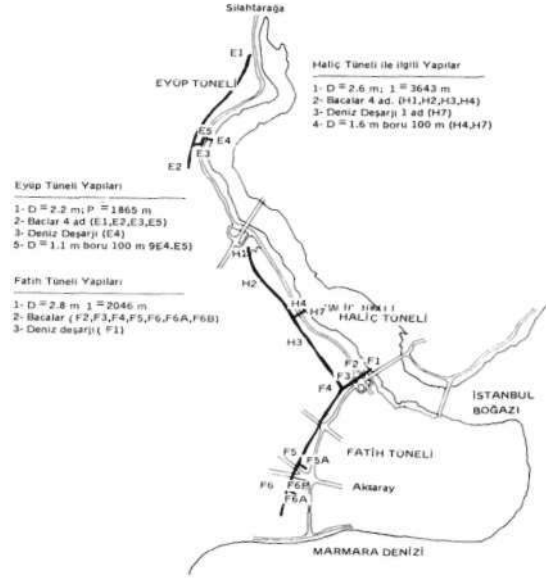 Silahtarağa
E1
EYÜP TÜNELİ
E5
E4
E3
E2
Haliç Tüneli ile ilgili Yapılar
1- D = 2.6 m; 1 = 3643 m
2- Bacalar 4 ad. (H1,H2,H3,H4)
3- Deniz Deşarjı 1 ad (H7)
4- D = 1.6 m boru 100 m (H4,H7)
Eyüp Tüneli Yapıları
1- D = 2.2 m; P = 1865 m
2- Baclar 4 ad (E1,E2,E3,E5)
3- Deniz Deşarjı (E4)
5- D = 1.1 m boru 100 m 9E4.E5)
Fatih Tüneli Yapıları
1- D = 2.8 m 1 = 2046 m
2- Bacalar (F2,F3,F4,F5,F6,F6A,F6B)
3- Deniz deşarjı ( F1)
H1
H2
H4
H7
H3
HALİÇ TÜNELİ
F2
F1
F3
F4
İSTANBUL
BOĞAZI
FATİH TÜNELİ
F5
F5A
F6
F6B
F6A
Aksaray
MARMARA DENİZİ